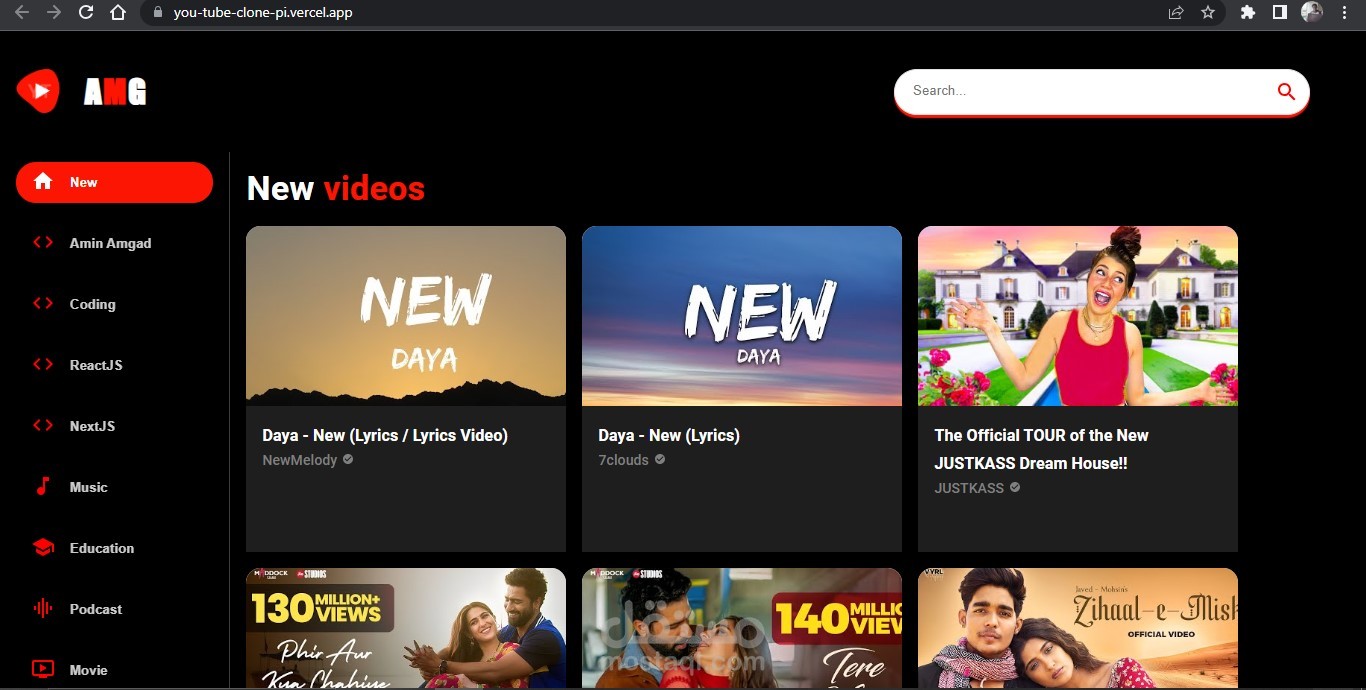 you-tube-clone-pi.vercel.app
AMG
Search...
New
Amin Amgad
Coding
ReactJS
NextJS
Music
Education
Podcast
Movie
New videos
NEW
DAYA
Daya - New (Lyrics / Lyrics Video)
NewMelody
NEW
DAYA
Daya - New (Lyrics)
7clouds
The Official TOUR of the New
JUSTKASS Dream House!!
JUSTKASS
MADDOCK
STUDIOS
130 MILLION+
VIEWS
Phir Aur
Kya Chahiye
MADDOCK
STUDIOS
140
Tere
مستقل
mostaql.com
VYRL
Javed - Mohsin's
Zihaal-e-Misk
OFFICIAL VIDEO